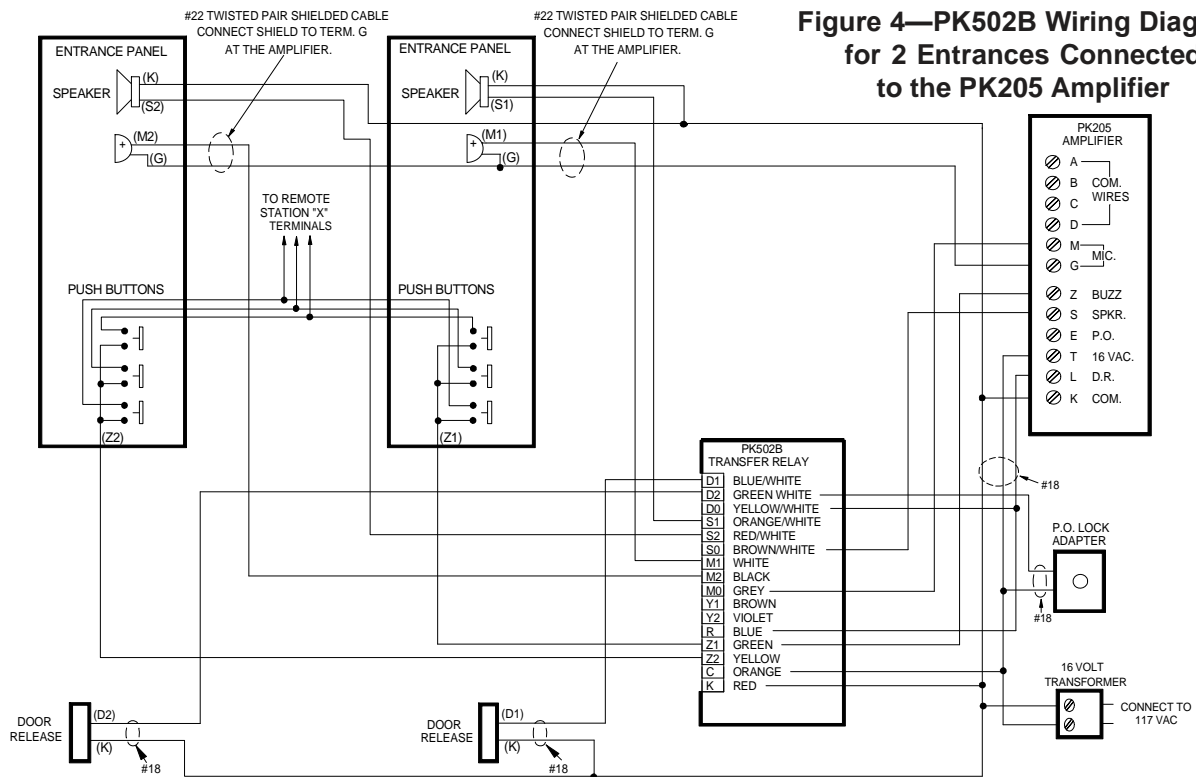 #22 TWISTED PAIR SHIELDED CABLE
CONNECT SHIELD TO TERM. G
AT THE AMPLIFIER.
#22 TWISTED PAIR SHIELDED CABLE
CONNECT SHIELD TO TERM. G
AT THE AMPLIFIER.
Figure 4—PK502B Wiring Diag
for 2 Entrances Connected
to the PK205 Amplifier
ENTRANCE PANEL
SPEAKER
(K)
(S2)
+
(M2)
(G)
ENTRANCE PANEL
SPEAKER
(K)
(S1)
+
(M1)
(G)
TO REMOTE
STATION "X"
TERMINALS
PUSH BUTTONS
(Z2)
PUSH BUTTONS
(Z1)
PK205
AMPLIFIER
A
B COM.
C WIRES
D
M
G MIC.
Z BUZZ
S SPKR.
E P.O.
T 16 VAC.
L D.R.
K COM.
#18
PK502B
TRANSFER RELAY
D1 BLUE/WHITE
D2 GREEN WHITE
D0 YELLOW/WHITE
S1 ORANGE/WHITE
S2 RED/WHITE
S0 BROWN/WHITE
M1 WHITE
M2 BLACK
M0 GREY
Y1 BROWN
Y2 VIOLET
R BLUE
Z1 GREEN
Z2 YELLOW
C ORANGE
K RED
P.O. LOCK
ADAPTER
#18
16 VOLT
TRANSFORMER
CONNECT TO
117 VAC
DOOR
RELEASE
(D2)
(K)
#18
DOOR
RELEASE
(D1)
(K)
#18